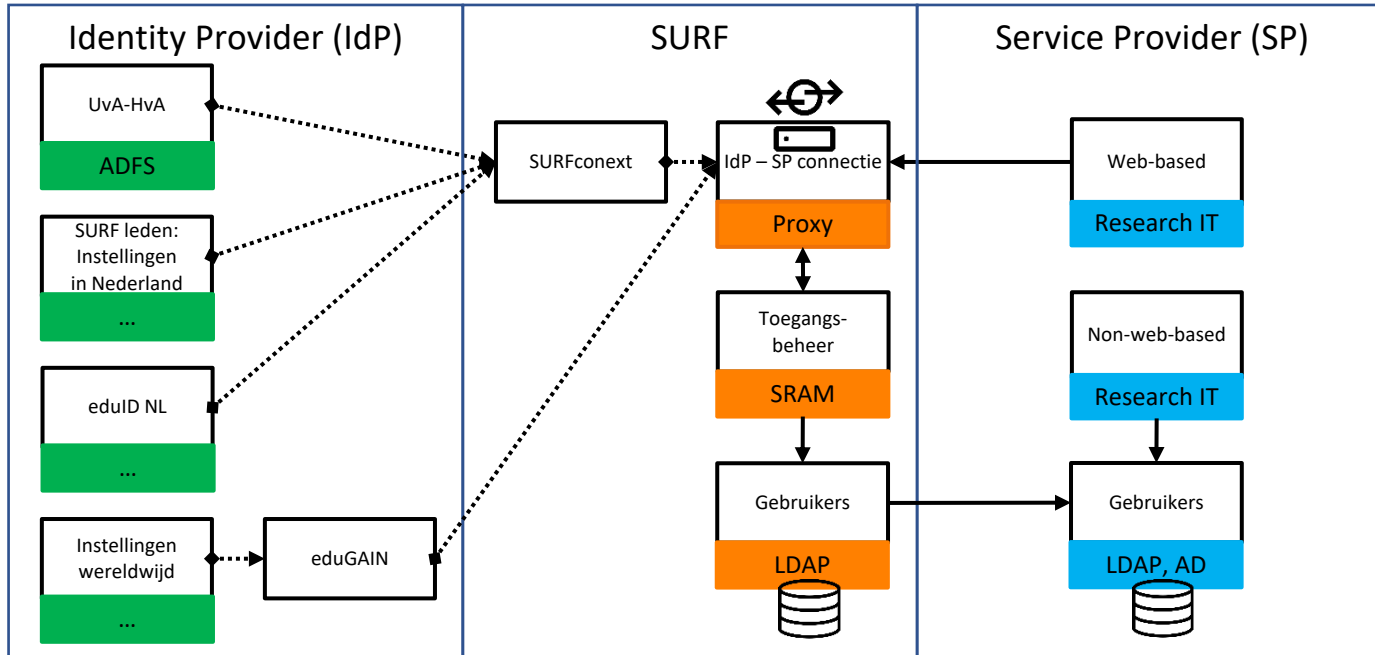 Identity Provider (IdP)
UvA-HvA
ADFS
SURF leden:
Instellingen
in Nederland
...
eduID NL
...
Instellingen
wereldwijd
...
eduGAIN
SURF
SURFconext
IdP – SP connectie
Proxy
Toegangs-
beheer
SRAM
Gebruikers
LDAP
Service Provider (SP)
Web-based
Research IT
Non-web-based
Research IT
Gebruikers
LDAP, AD